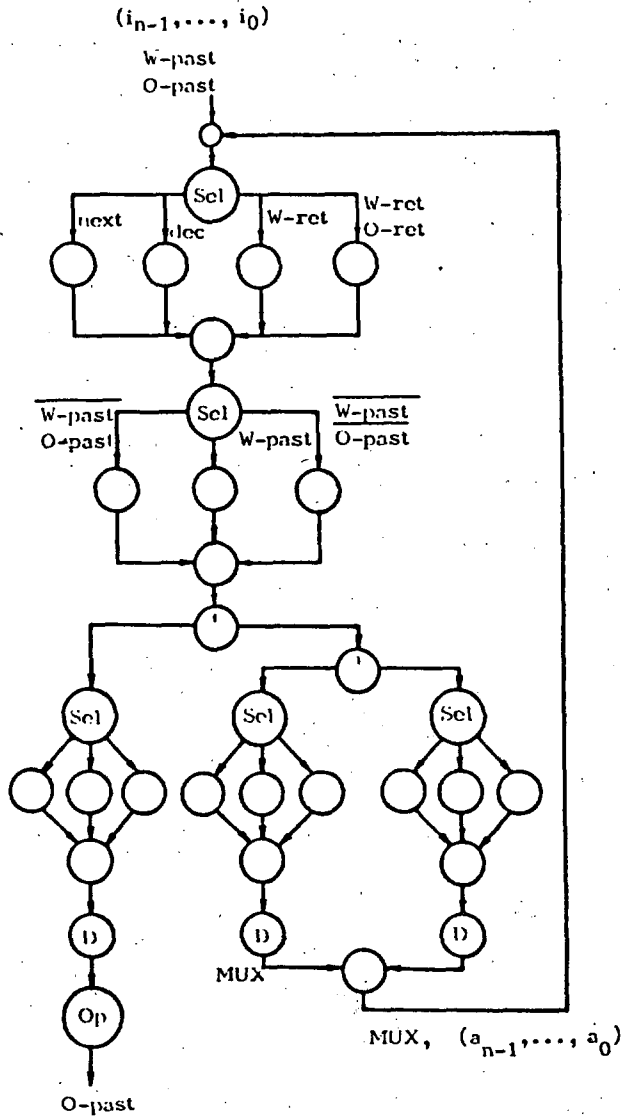 (i_{n-1},..., i_0)
W-past
O-past
Sel
next
dec
W-ret
W-ret
O-ret
Sel
W-past
O-past
W-past
W-past
O-past
Sel
Sel
Sel
D
D
D
MUX
Op
MUX, (a_{n-1},..., a_0)
O-past